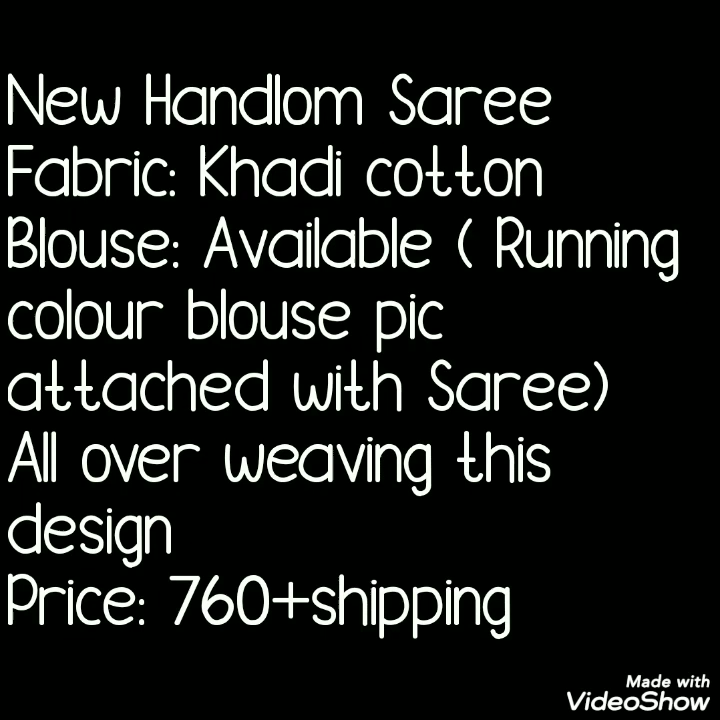 New Handlom Saree
Fabric: Khadi cotton
Blouse: Available ( Running
colour blouse pic
attached with Saree)
All over weaving this
design
Price: 760+shipping
Made with
VideoShow